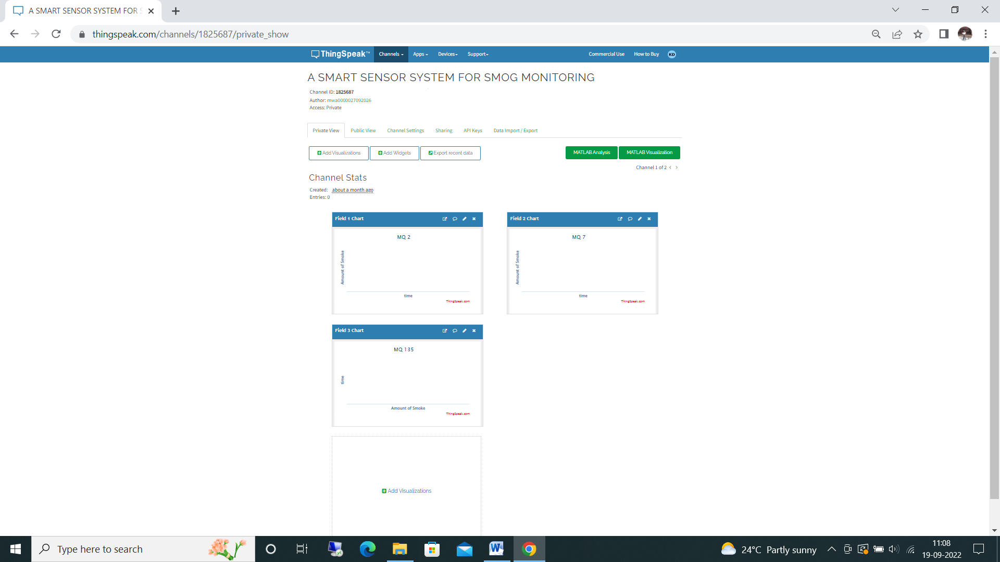 A SMART SENSOR SYSTEM FOR S
thingspeak.com/channels/1825687/private_show
ThingSpeak™ Channels Apps Devices Support Commercial Use How to Buy KD
A SMART SENSOR SYSTEM FOR SMOG MONITORING
Channel ID: 1825687
Author: mwa0000027092026
Access: Private
Private View Public View Channel Settings Sharing API Keys Data Import / Export
Add Visualizations Add Widgets Export recent data MATLAB Analysis MATLAB Visualization
Channel 1 of 2 < >
Channel Stats
Created: about a month ago
Entries: 0
Field 1 Chart
MQ 2
Amount of Smoke
time
ThingSpeak.com
Field 2 Chart
MQ 7
Amount of Smoke
time
ThingSpeak.com
Field 3 Chart
MQ 135
time
Amount of Smoke
ThingSpeak.com
Add Visualizations
Type here to search
24°C Partly sunny
11:08
19-09-2022